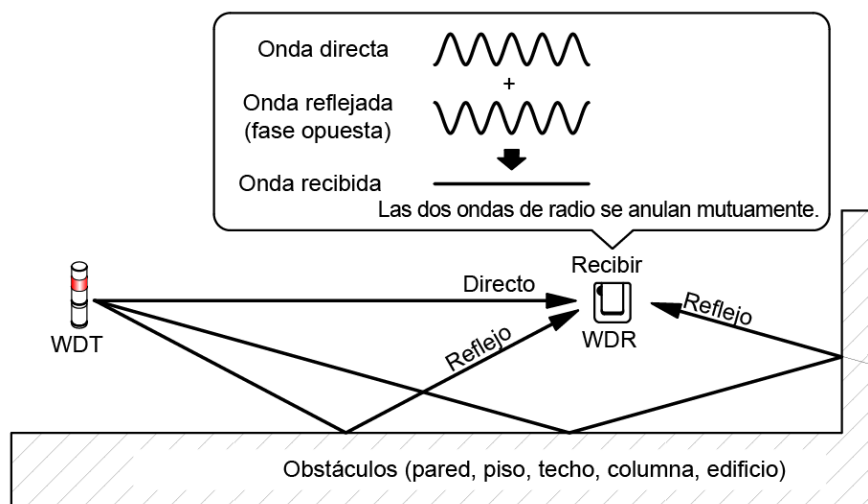 Onda directa
+
Onda reflejada
(fase opuesta)
Onda recibida
Las dos ondas de radio se anulan mutuamente.
Recibir
Directo
Reflejo
WDT
Reflejo
WDR
Obstáculos (pared, piso, techo, columna, edificio)